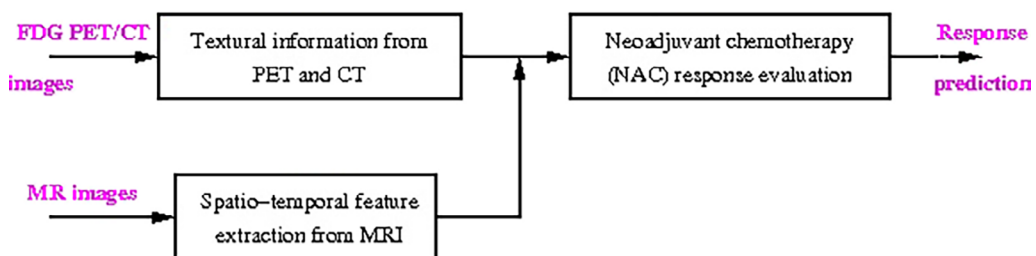 FDG PET/CT
images
Textural information from
PET and CT
Neoadjuvant chemotherapy
(NAC) response evaluation
Response
prediction
MR images
Spatio-temporal feature
extraction from MRI